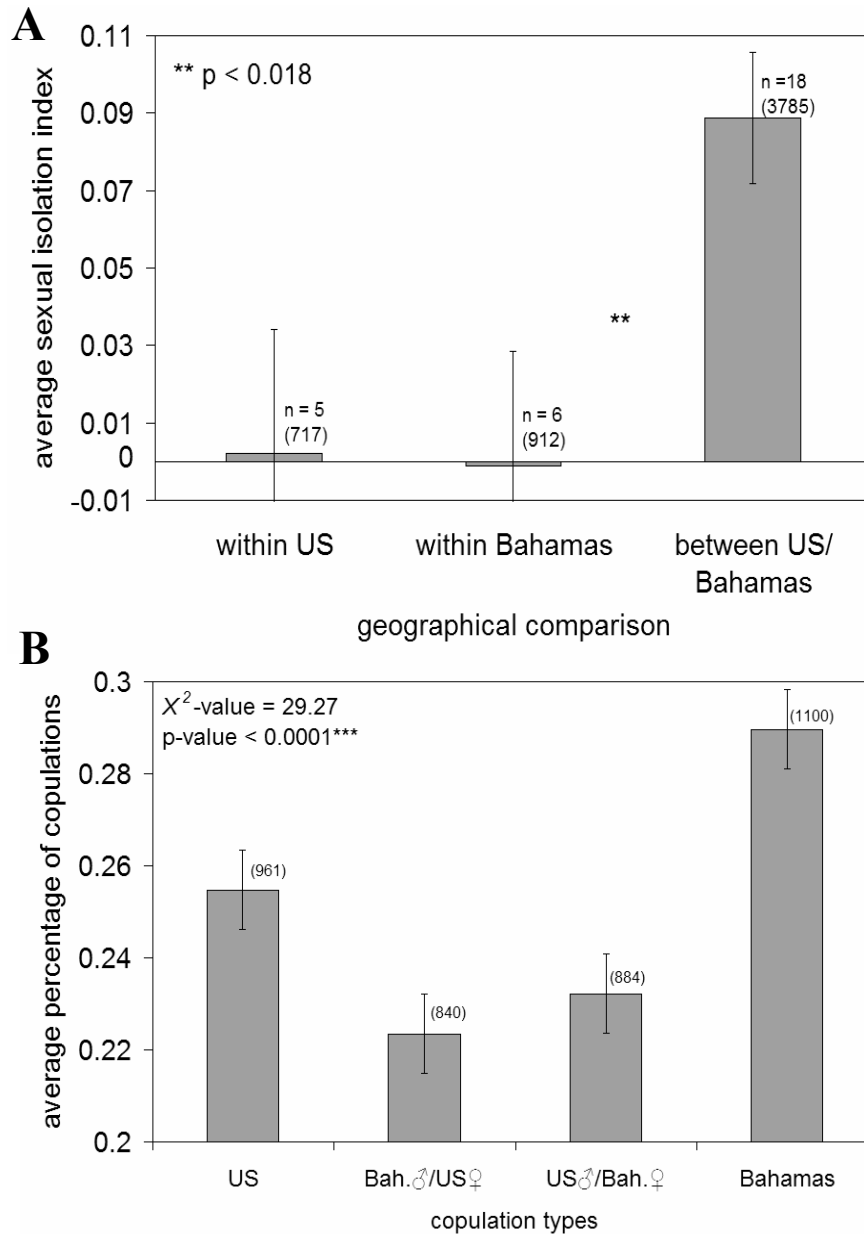 A
average sexual isolation index
0.11
0.09
0.07
0.05
0.03
0.01
0
-0.01
** p < 0.018
n = 5
(717)
n = 6
(912)
**
n =18
(3785)
within US
within Bahamas
between US/
Bahamas
geographical comparison
B
average percentage of copulations
0.3
0.28
0.26
0.24
0.22
0.2
X²-value = 29.27
p-value < 0.0001***
(961)
(840)
(884)
(1100)
US
Bah.♂/US♀
US♂/Bah.♀
Bahamas
copulation types